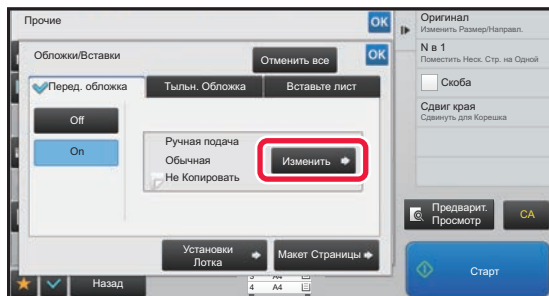 Прочие
OK
Обложки/Вставки
Отменить все
OK
Перед. обложка
Тыльн. Обложка
Вставьте лист
Off
On
Ручная подача
Обычная
Не Копировать
Изменить
Установки
Лотка
Макет Страницы
Назад
3 A4
4 A4
Оригинал
Изменить Размер/Направл.
N в 1
Поместить Неск. Стр. на Одной
Скоба
Сдвиг края
Сдвинуть для Корешка
Предварит.
Просмотр
CA
Старт